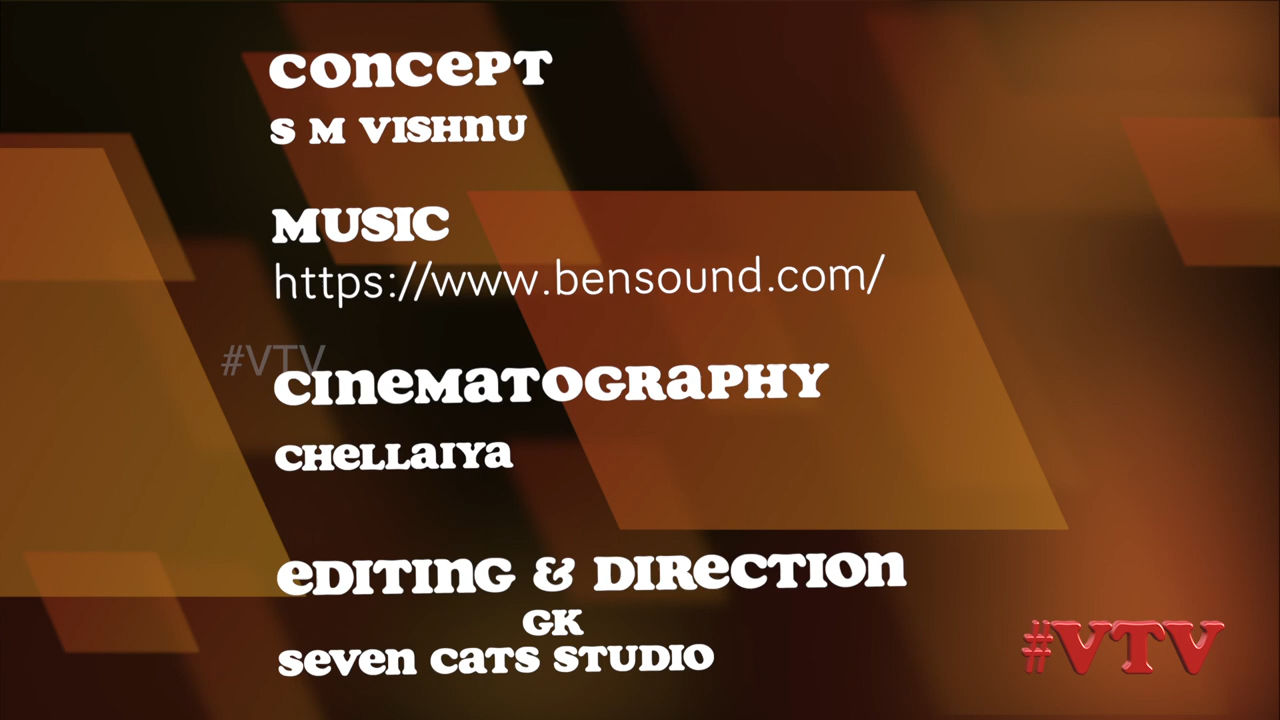 CONCEPT
S M VISHNU
MUSIC
https://www.bensound.com/
#VTV
CINEMATOGRAPHY
CHELLAIYA
EDITING & DIRECTION
GK
SEVEN CATS STUDIO
#VTV